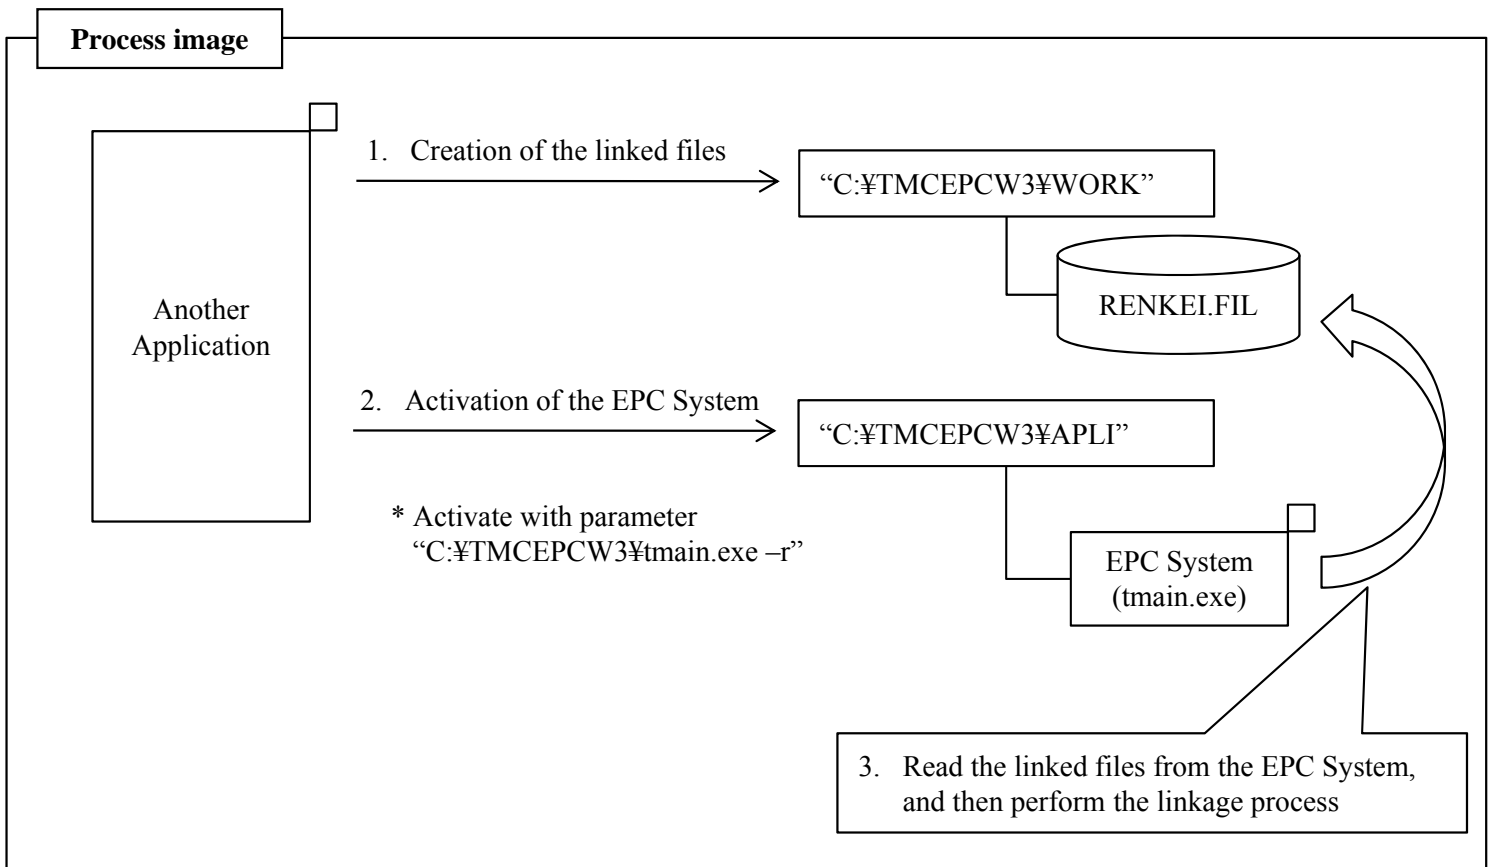 Process image
1. Creation of the linked files
“C:¥TMCEPCW3¥WORK”
RENKEI.FIL
Another
Application
2. Activation of the EPC System
“C:¥TMCEPCW3¥APLI”
* Activate with parameter
“C:¥TMCEPCW3¥tmain.exe –r”
EPC System
(tmain.exe)
3. Read the linked files from the EPC System,
and then perform the linkage process